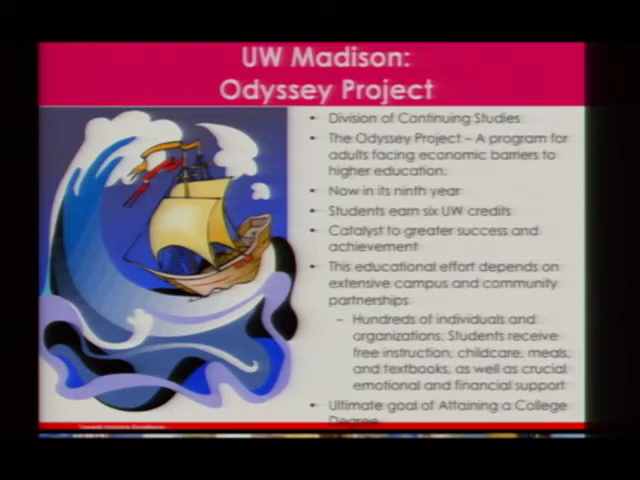 UW Madison:
Odyssey Project
• Division of Continuing Studies
• The Odyssey Project – A program for
adults facing economic barriers to
higher education.
• Now in its ninth year
• Students earn six UW credits
• Catalyst to greater success and
achievement
• This educational effort depends on
extensive campus and community
partnerships
– Hundreds of individuals and
organizations. Students receive
free instruction, childcare, meals,
and textbooks, as well as crucial
emotional and financial support
• Ultimate goal of Attaining a College
Degree